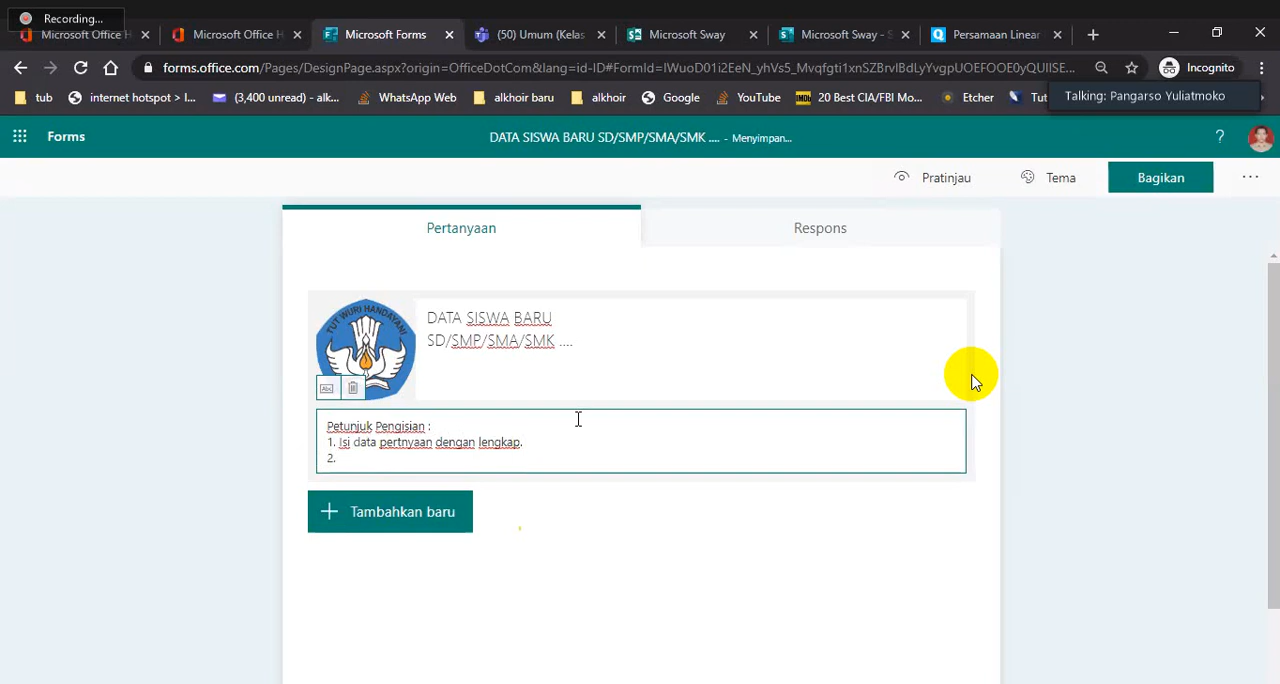 Recording...
Microsoft Office H
Microsoft Office H
Microsoft Forms
(50) Umum (Kelas
Microsoft Sway
Microsoft Sway - S
Persamaan Linear
forms.office.com/Pages/DesignPage.aspx?origin=OfficeDotCom&lang=id-ID#FormId=
Incognito
tub
internet hotspot > I...
(3,400 unread) - alk...
WhatsApp Web
alkhoir baru
alkhoir
Google
YouTube
20 Best CIA/FBI Mo...
Etcher
Tut
Talking: Pangarso Yuliatmoko
Forms
DATA SISWA BARU SD/SMP/SMA/SMK .... - Menyimpan...
?
Pratinjau
Tema
Bagikan
...
Pertanyaan
Respons
TUT WURI HANDAYANI
DATA SISWA BARU
SD/SMP/SMA/SMK ....
Petunjuk Pengisian :
1. Isi data pertnyaan dengan lengkap.
2.
Tambahkan baru